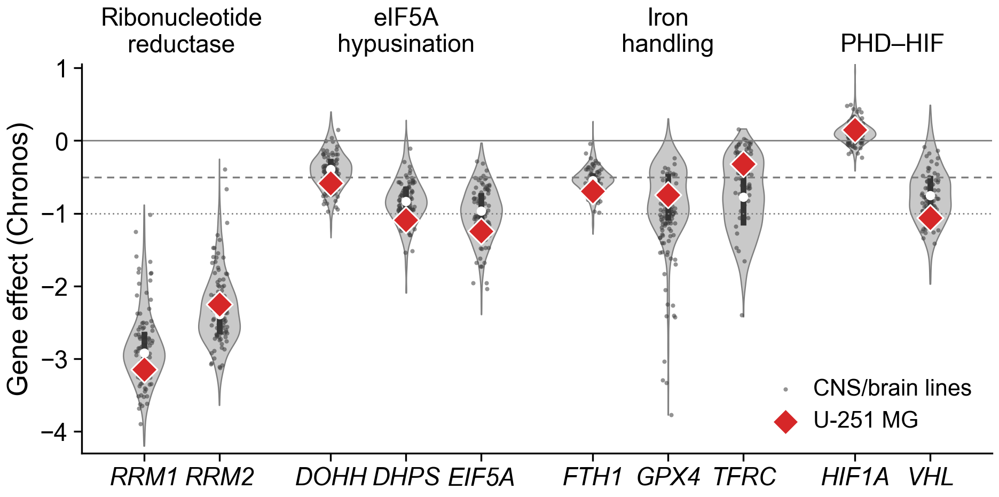 Ribonucleotide
reductase
eIF5A
hypusination
Iron
handling
PHD–HIF
Gene effect (Chronos)
1
0
−1
−2
−3
−4
CNS/brain lines
U-251 MG
RRM1 RRM2 DOHH DHPS EIF5A FTH1 GPX4 TFRC HIF1A VHL